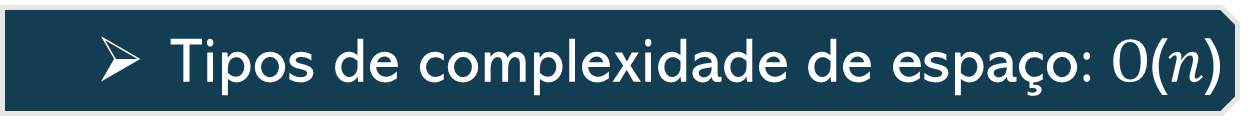 ➢ Tipos de complexidade de espaço: O(n)